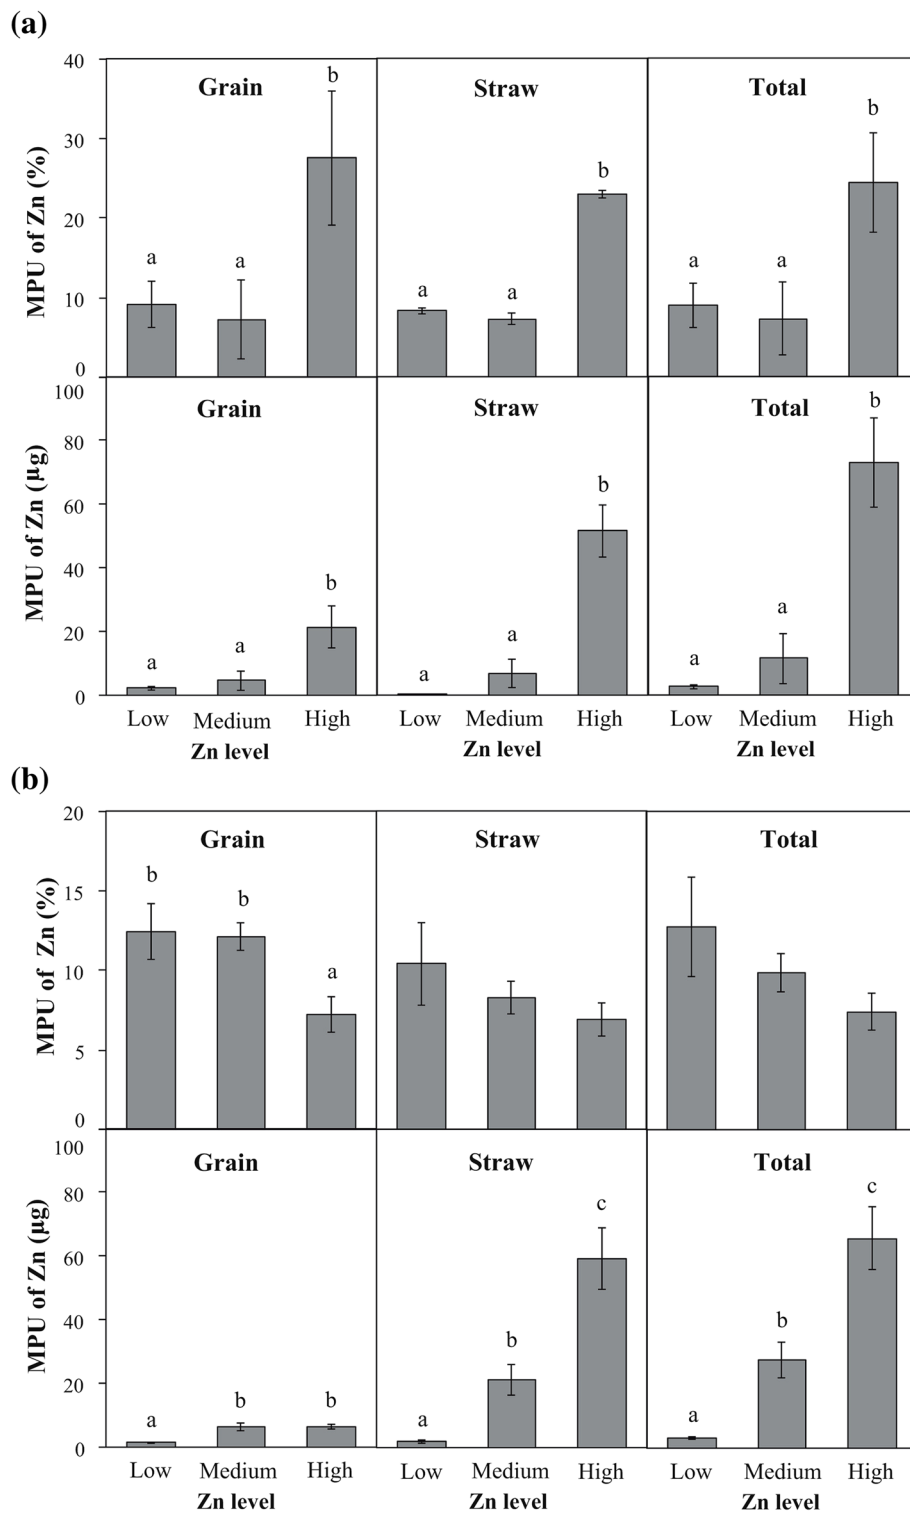 (a)
MPU of Zn (%)
40
30
20
10
0
Grain
a
a
b
Straw
a
a
b
Total
a
a
b
MPU of Zn (µg)
100
80
60
40
20
0
Grain
a
a
b
Straw
a
a
b
Total
a
a
b
Low Medium High
Low Medium High
Low Medium High
Zn level
Zn level
Zn level
(b)
MPU of Zn (%)
20
15
10
5
0
Grain
b
b
a
Straw
Total
MPU of Zn (µg)
100
80
60
40
20
0
Grain
a
b
b
Straw
a
b
c
Total
a
b
c
Low Medium High
Low Medium High
Low Medium High
Zn level
Zn level
Zn level